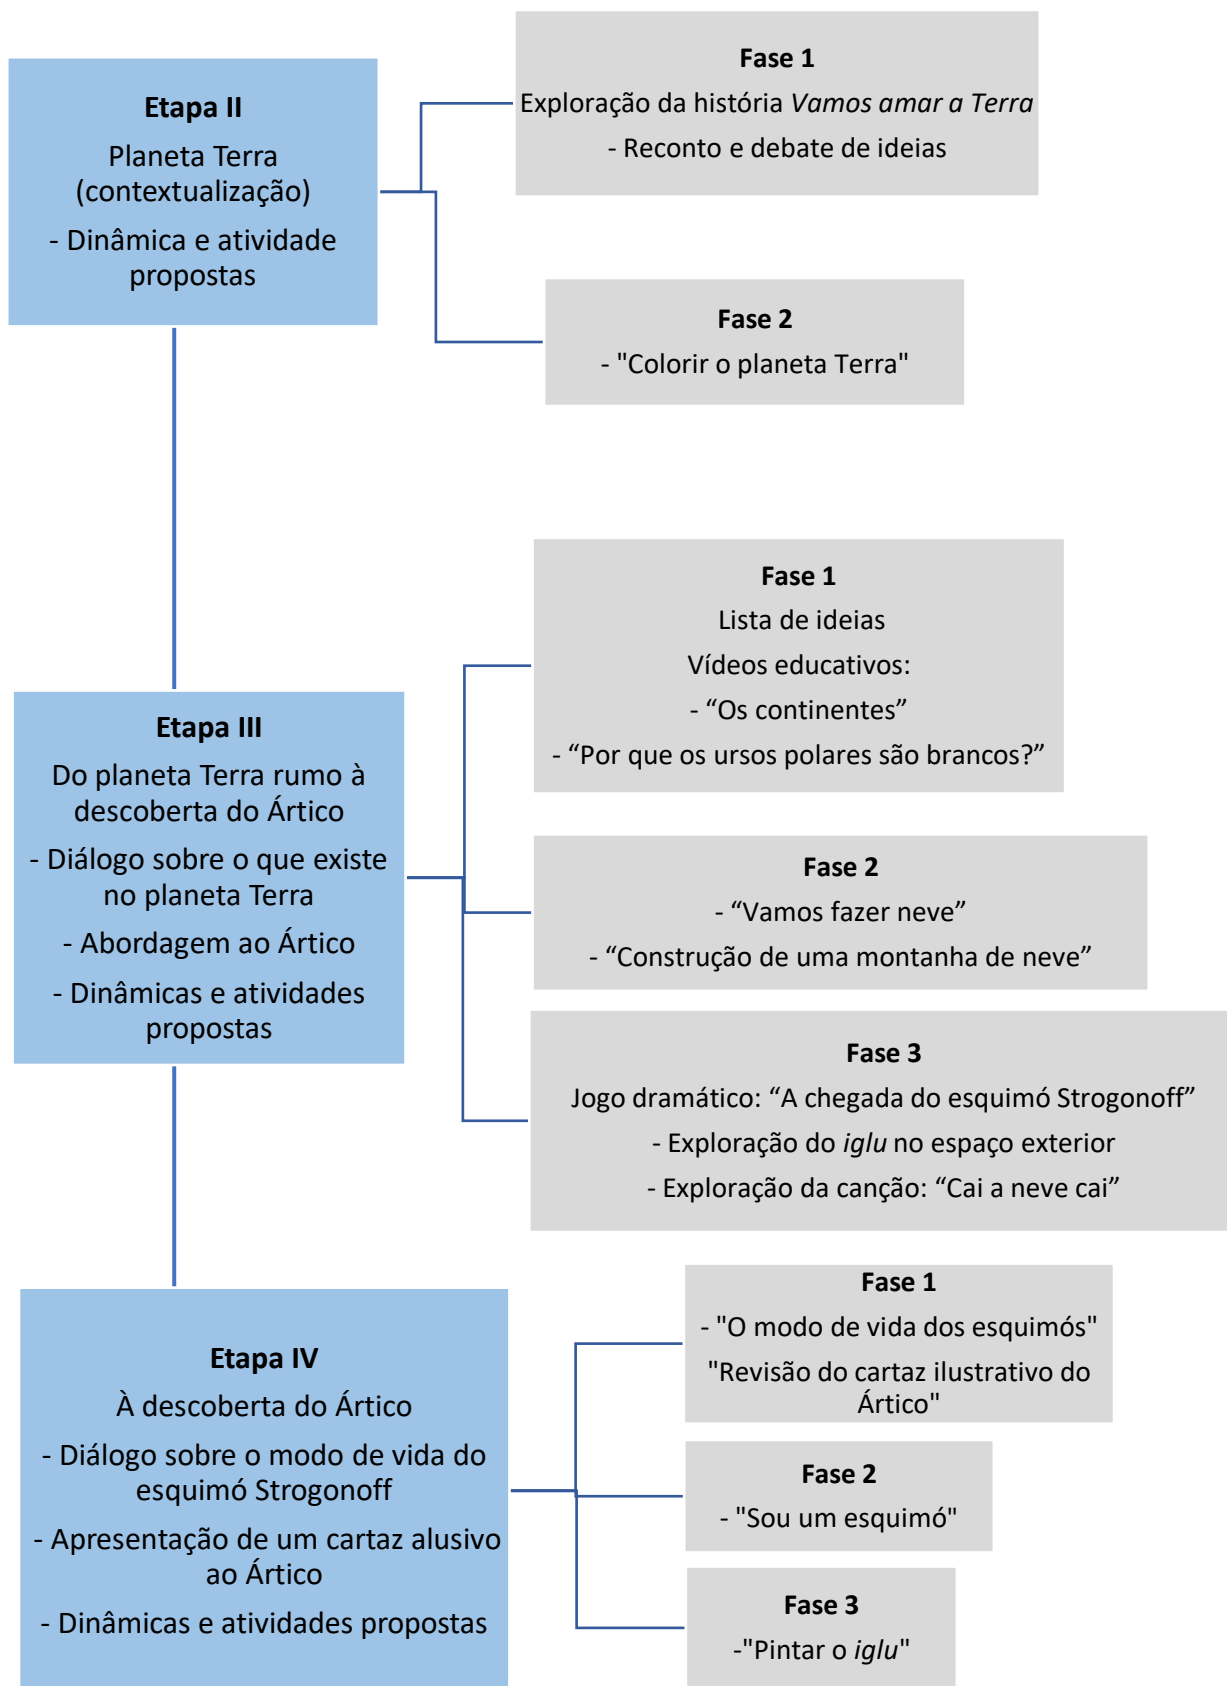 Etapa II
Planeta Terra
(contextualização)
- Dinâmica e atividade
propostas
Fase 1
Exploração da história Vamos amar a Terra
- Reconto e debate de ideias
Fase 2
- "Colorir o planeta Terra"
Etapa III
Do planeta Terra rumo à
descoberta do Ártico
- Diálogo sobre o que existe
no planeta Terra
- Abordagem ao Ártico
- Dinâmicas e atividades
propostas
Fase 1
Lista de ideias
Vídeos educativos:
- “Os continentes”
- “Por que os ursos polares são brancos?”
Fase 2
- “Vamos fazer neve”
- “Construção de uma montanha de neve”
Fase 3
Jogo dramático: “A chegada do esquimó Strogonoff”
- Exploração do iglu no espaço exterior
- Exploração da canção: “Cai a neve cai”
Etapa IV
À descoberta do Ártico
- Diálogo sobre o modo de vida do
esquimó Strogonoff
- Apresentação de um cartaz alusivo
ao Ártico
- Dinâmicas e atividades propostas
Fase 1
- "O modo de vida dos esquimós"
"Revisão do cartaz ilustrativo do
Ártico"
Fase 2
- "Sou um esquimó"
Fase 3
-"Pintar o iglu"